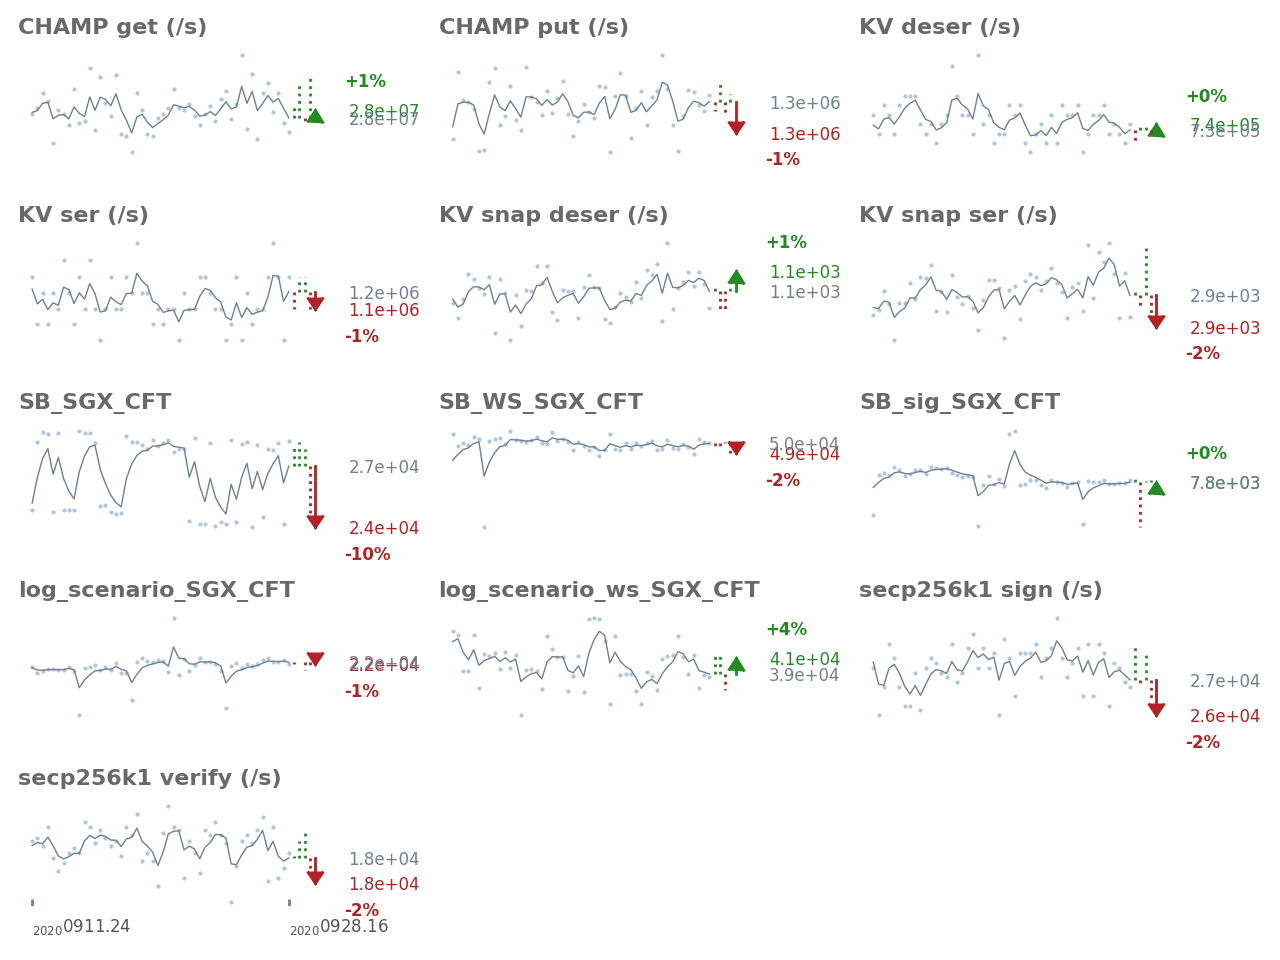 CHAMP get (/s)
+1%
2.8e+07
2.8e+07
CHAMP put (/s)
1.3e+06
1.3e+06
-1%
KV deser (/s)
+0%
7.4e+05
7.3e+05
KV ser (/s)
1.2e+06
1.1e+06
-1%
KV snap deser (/s)
+1%
1.1e+03
1.1e+03
KV snap ser (/s)
2.9e+03
2.9e+03
-2%
SB_SGX_CFT
2.7e+04
2.4e+04
-10%
SB_WS_SGX_CFT
5.0e+04
4.9e+04
-2%
SB_sig_SGX_CFT
+0%
7.8e+03
log_scenario_SGX_CFT
2.2e+04
2.2e+04
-1%
log_scenario_ws_SGX_CFT
+4%
4.1e+04
3.9e+04
secp256k1 sign (/s)
2.7e+04
2.6e+04
-2%
secp256k1 verify (/s)
1.8e+04
1.8e+04
-2%
2020 0911.24
2020 0928.16